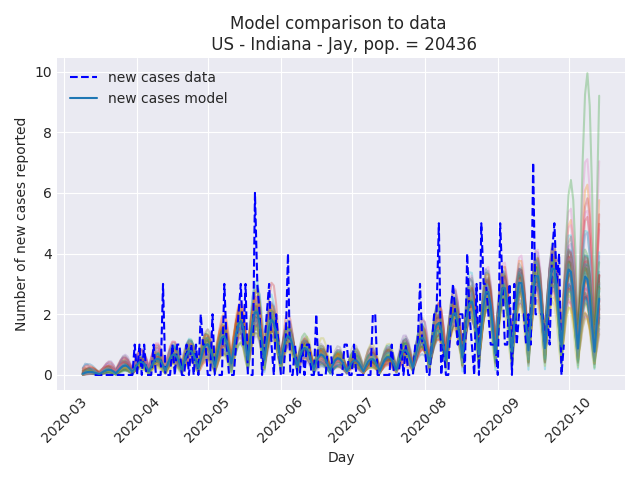 Model comparison to data
US - Indiana - Jay, pop. = 20436
new cases data
new cases model
Number of new cases reported
10
8
6
4
2
0
2020-03
2020-04
2020-05
2020-06
2020-07
2020-08
2020-09
2020-10
Day